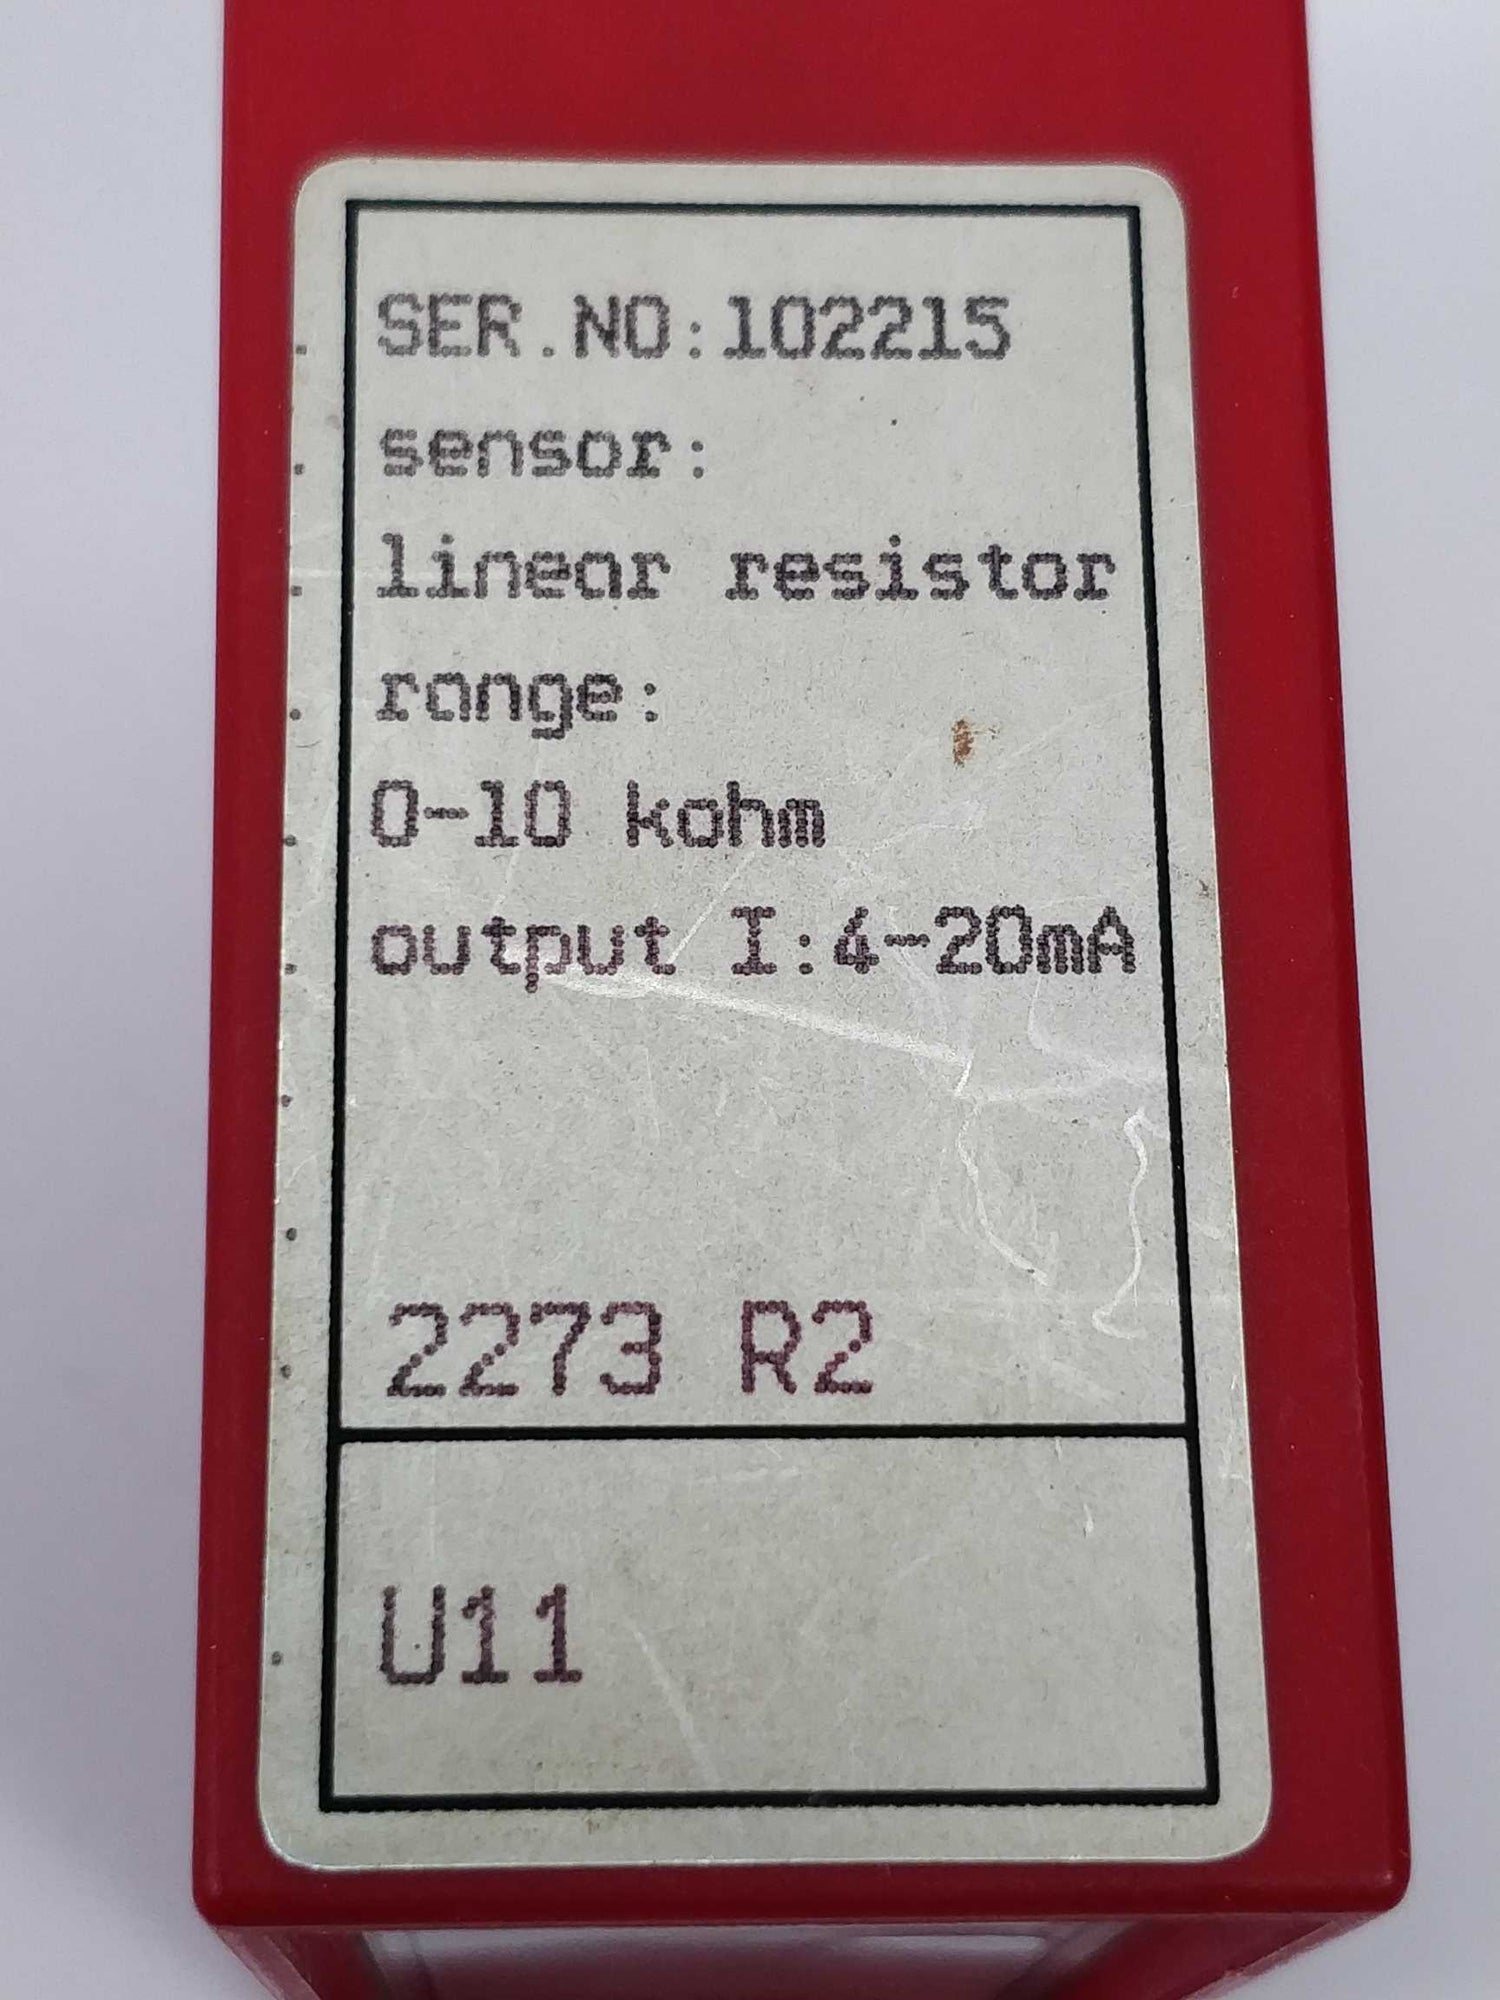 SER.NO:102215
sensor:
linear resistor
range:
0-10 kohm
output I:4-20mA
2273 R2
U11